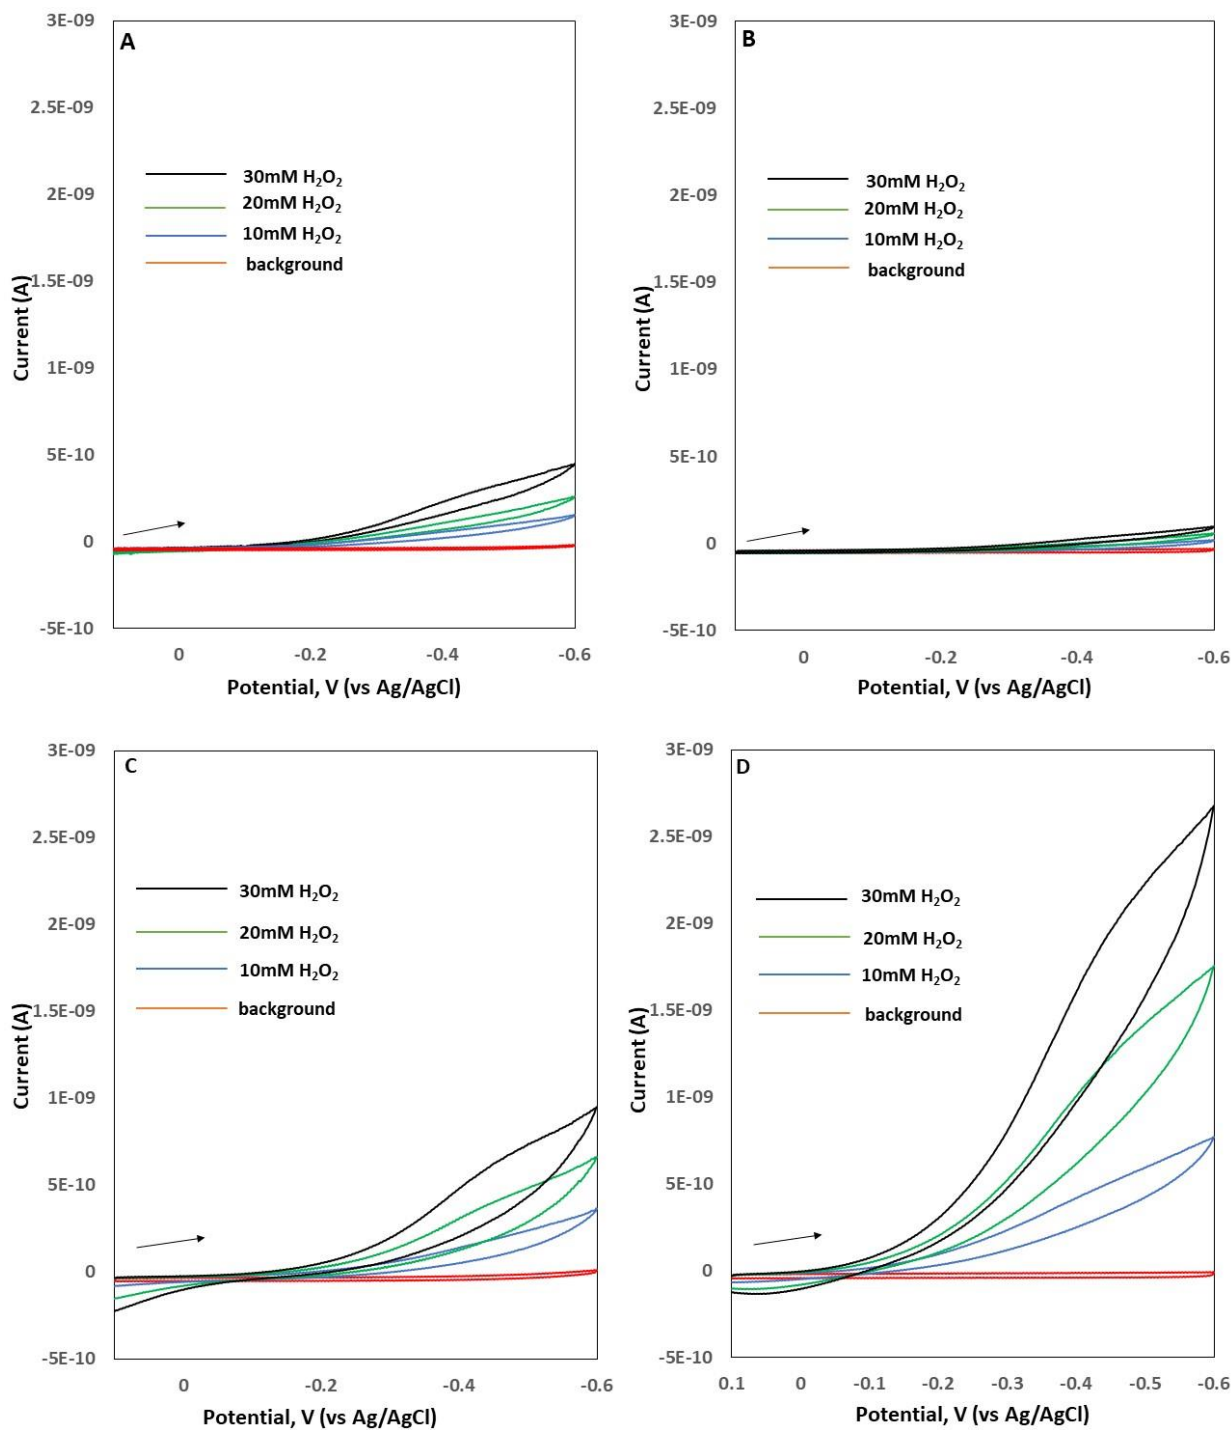 A
3E-09
2.5E-09
2E-09
1.5E-09
1E-09
5E-10
0
-5E-10
Current (A)
30mM H₂O₂
20mM H₂O₂
10mM H₂O₂
background
0 -0.2 -0.4 -0.6
Potential, V (vs Ag/AgCl)
B
3E-09
2.5E-09
2E-09
1.5E-09
1E-09
5E-10
0
-5E-10
Current (A)
30mM H₂O₂
20mM H₂O₂
10mM H₂O₂
background
0 -0.2 -0.4 -0.6
Potential, V (vs Ag/AgCl)
C
3E-09
2.5E-09
2E-09
1.5E-09
1E-09
5E-10
0
-5E-10
Current (A)
30mM H₂O₂
20mM H₂O₂
10mM H₂O₂
background
0 -0.2 -0.4 -0.6
Potential, V (vs Ag/AgCl)
D
3E-09
2.5E-09
2E-09
1.5E-09
1E-09
5E-10
0
-5E-10
Current (A)
30mM H₂O₂
20mM H₂O₂
10mM H₂O₂
background
0.1 0 -0.1 -0.2 -0.3 -0.4 -0.5 -0.6
Potential, V (vs Ag/AgCl)